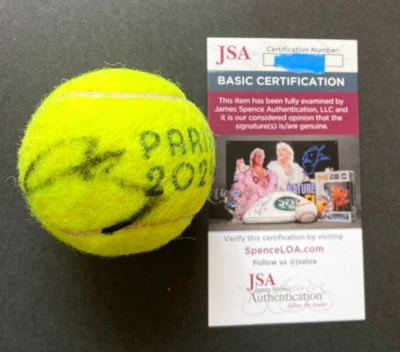 PARI
202
JSA
Certification Number:
BASIC CERTIFICATION
This item has been fully examined by
James Spence Authentication, LLC and
it is our considered opinion that the
signature(s) is/are genuine.
NATURE
Verify this certification by visiting
SpenceLOA.com
Follow us @jsaloa
JSA
James Spence
Authentication